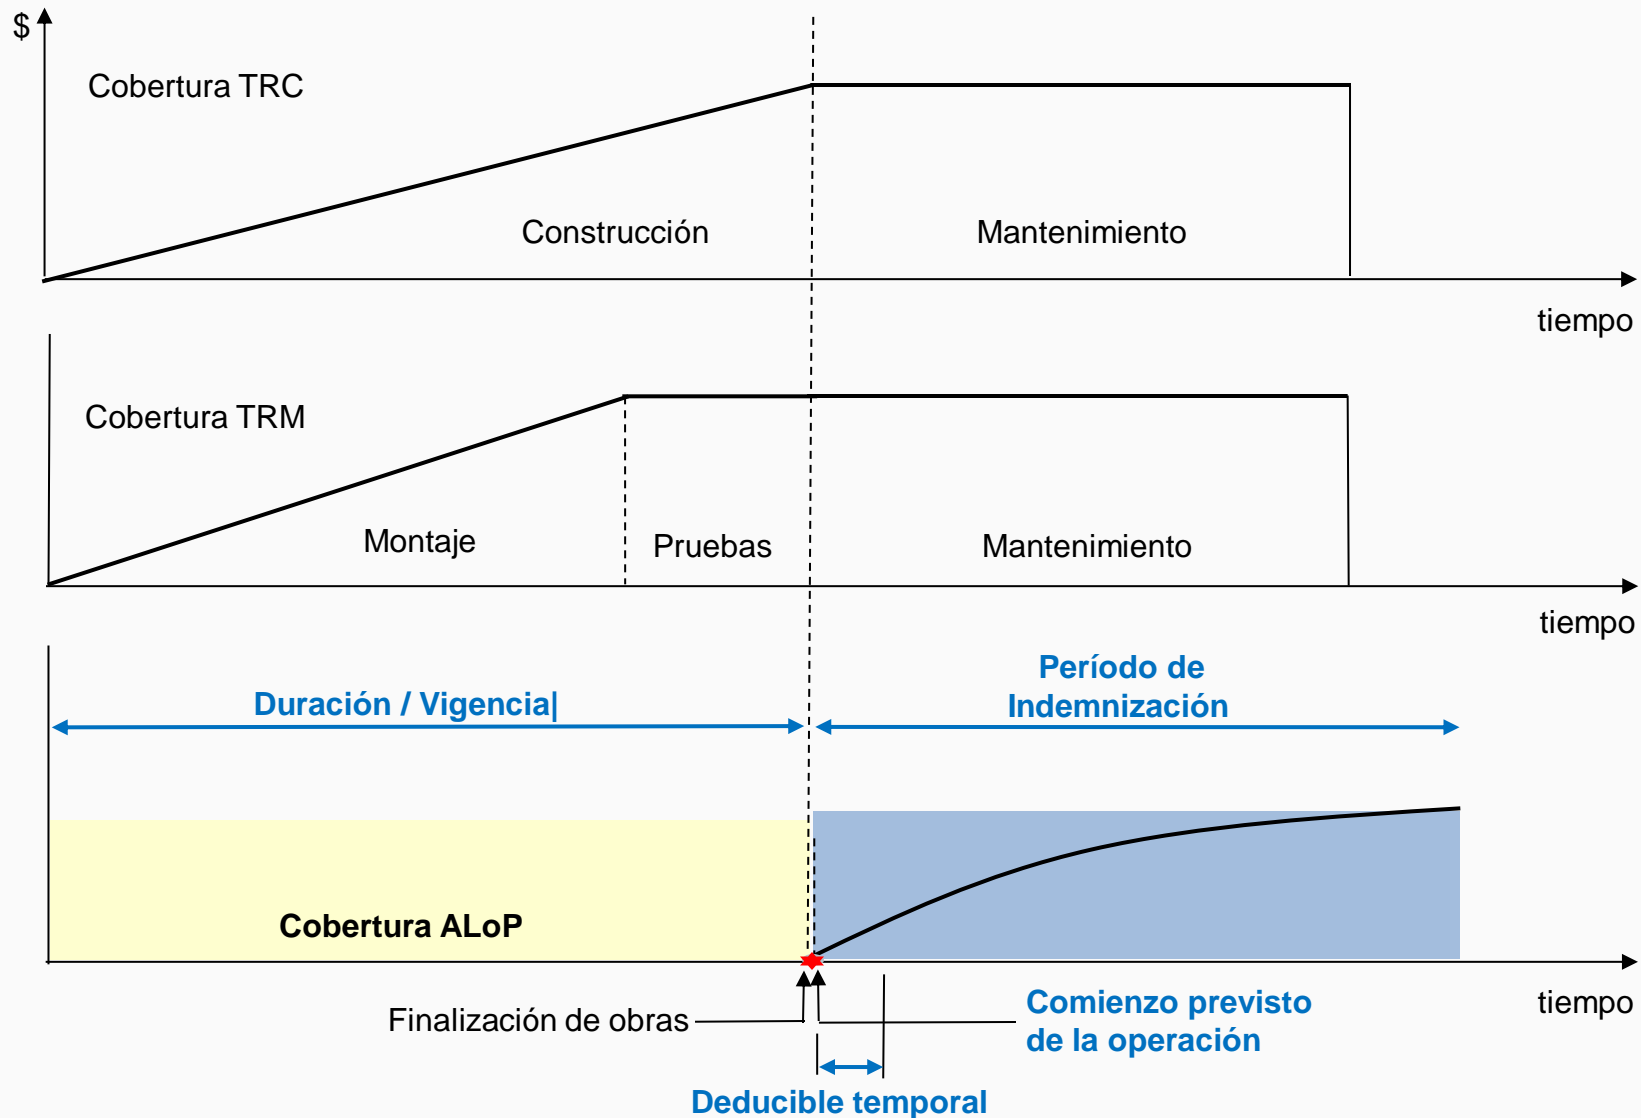 $
Cobertura TRC
Construcción
Mantenimiento
tiempo
Cobertura TRM
Montaje
Pruebas
Mantenimiento
tiempo
Duración / Vigencia|
Período de
Indemnización
Cobertura ALoP
tiempo
Finalización de obras
Comienzo previsto
de la operación
Deducible temporal